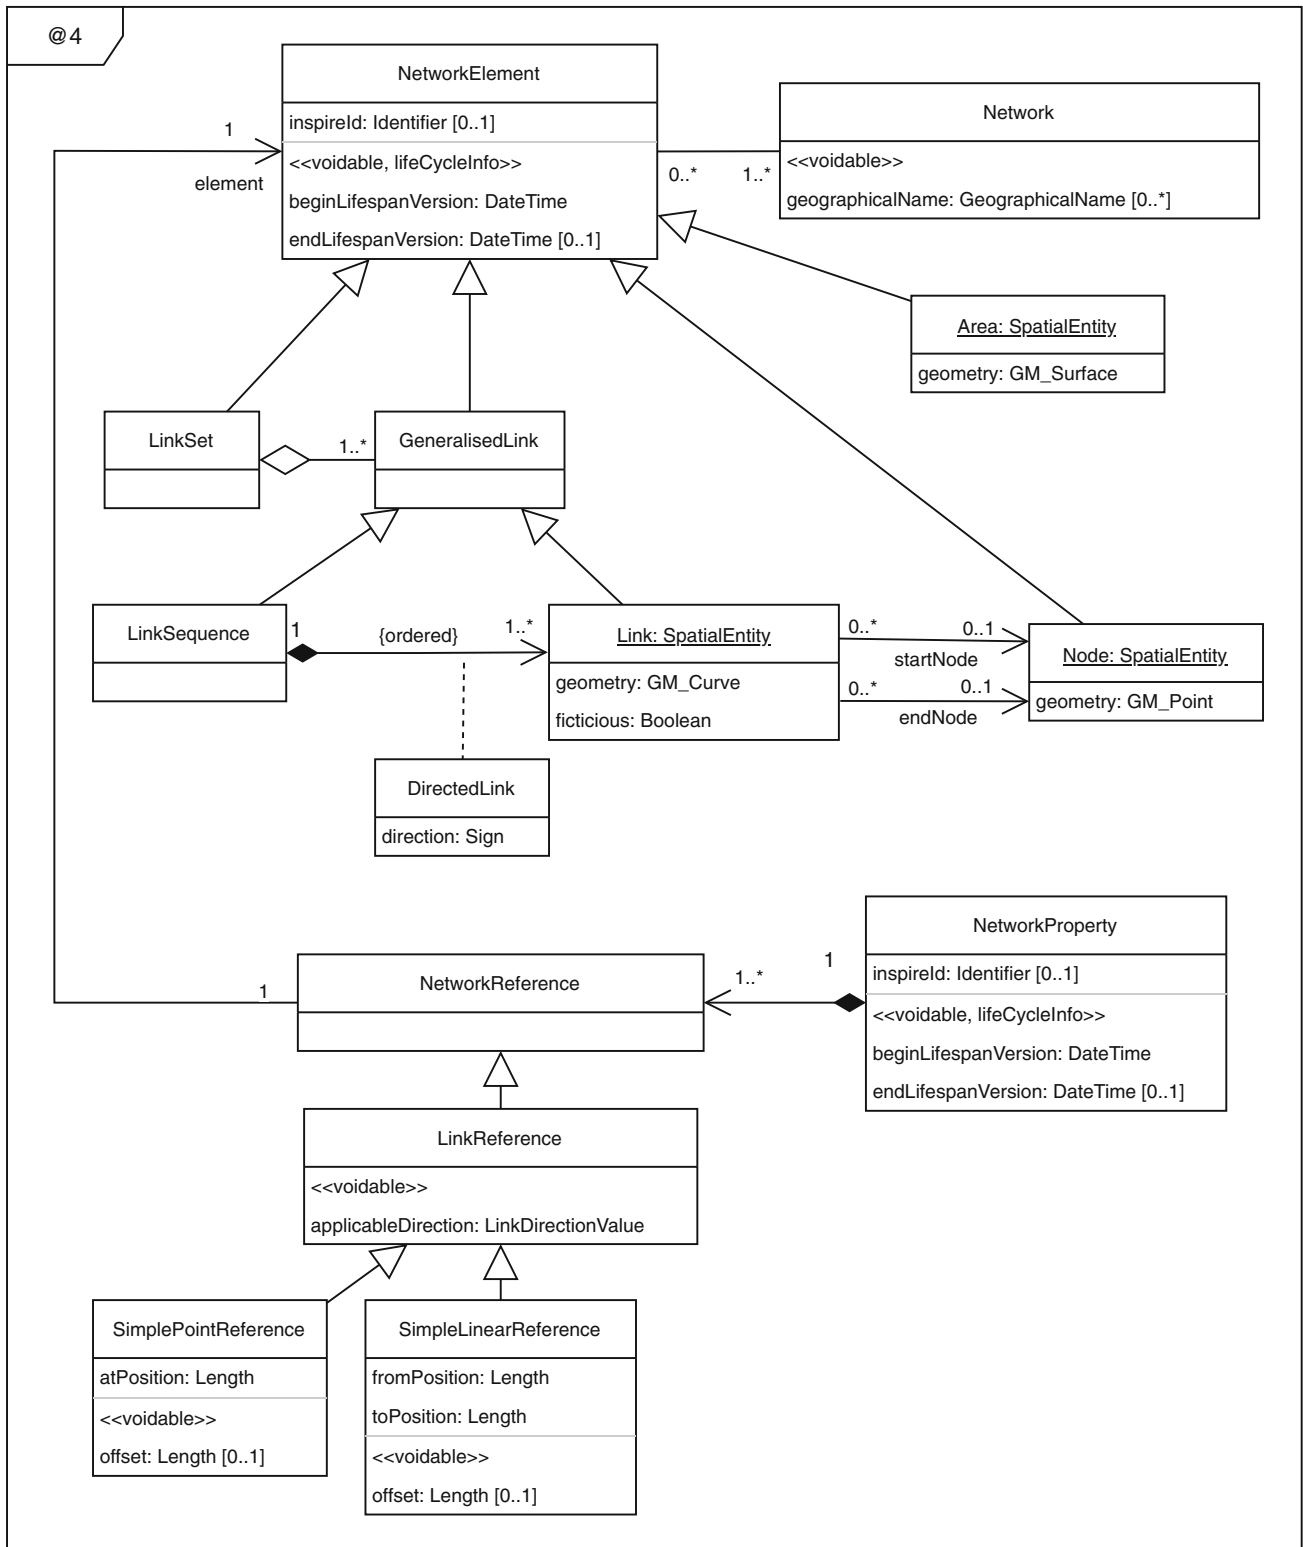 @4
NetworkElement
inspireId: Identifier [0..1]
<<voidable, lifeCycleInfo>>
beginLifespanVersion: DateTime
endLifespanVersion: DateTime [0..1]
1
element
0..*
1..*
Network
<<voidable>>
geographicalName: GeographicalName [0..*]
Area: SpatialEntity
geometry: GM_Surface
LinkSet
1..*
GeneralisedLink
LinkSequence
1
{ordered}
1..*
Link: SpatialEntity
geometry: GM_Curve
ficticious: Boolean
0..*
0..1
startNode
0..*
0..1
endNode
Node: SpatialEntity
geometry: GM_Point
DirectedLink
direction: Sign
1
NetworkReference
1..*
1
NetworkProperty
inspireId: Identifier [0..1]
<<voidable, lifeCycleInfo>>
beginLifespanVersion: DateTime
endLifespanVersion: DateTime [0..1]
LinkReference
<<voidable>>
applicableDirection: LinkDirectionValue
SimplePointReference
atPosition: Length
<<voidable>>
offset: Length [0..1]
SimpleLinearReference
fromPosition: Length
toPosition: Length
<<voidable>>
offset: Length [0..1]